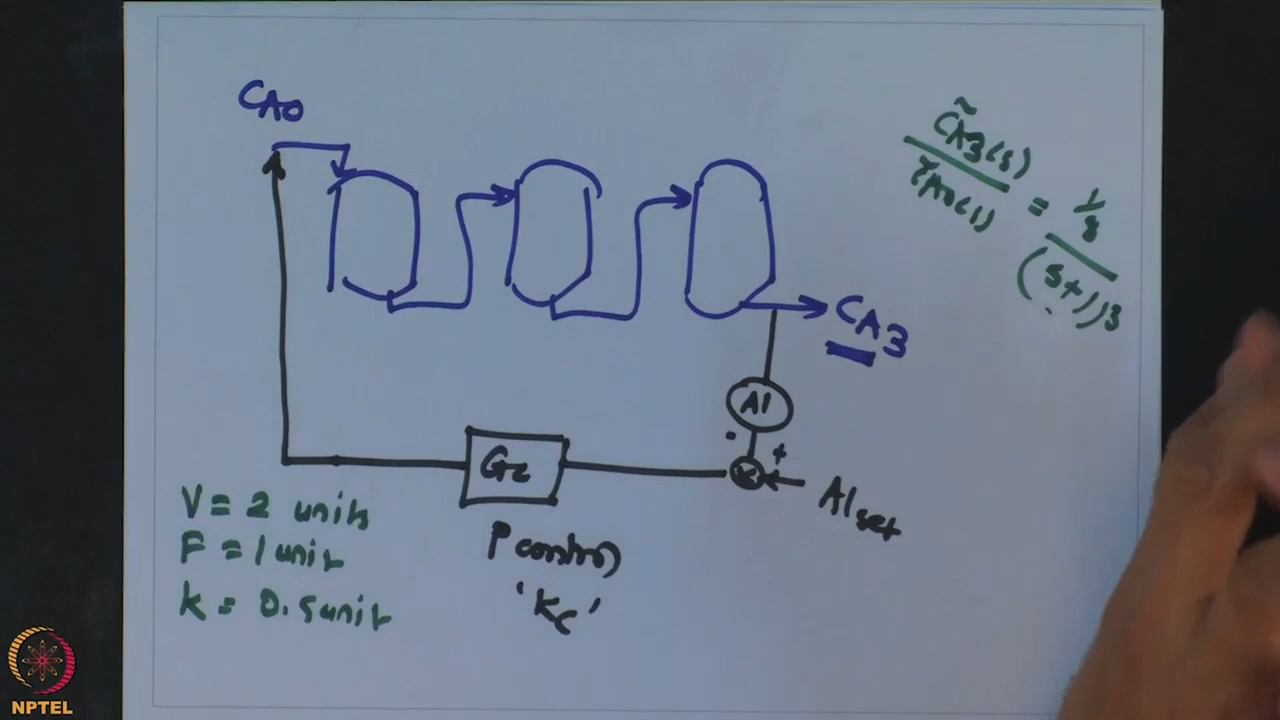 CA0
C̃A3(s)
C̃A0(s)
=
1/8
(s+1)3
CA3
AI
-
+
AIset
Gc
P control
'Kc'
V = 2 units
F = 1 unit
k = 0.5 unit
NPTEL